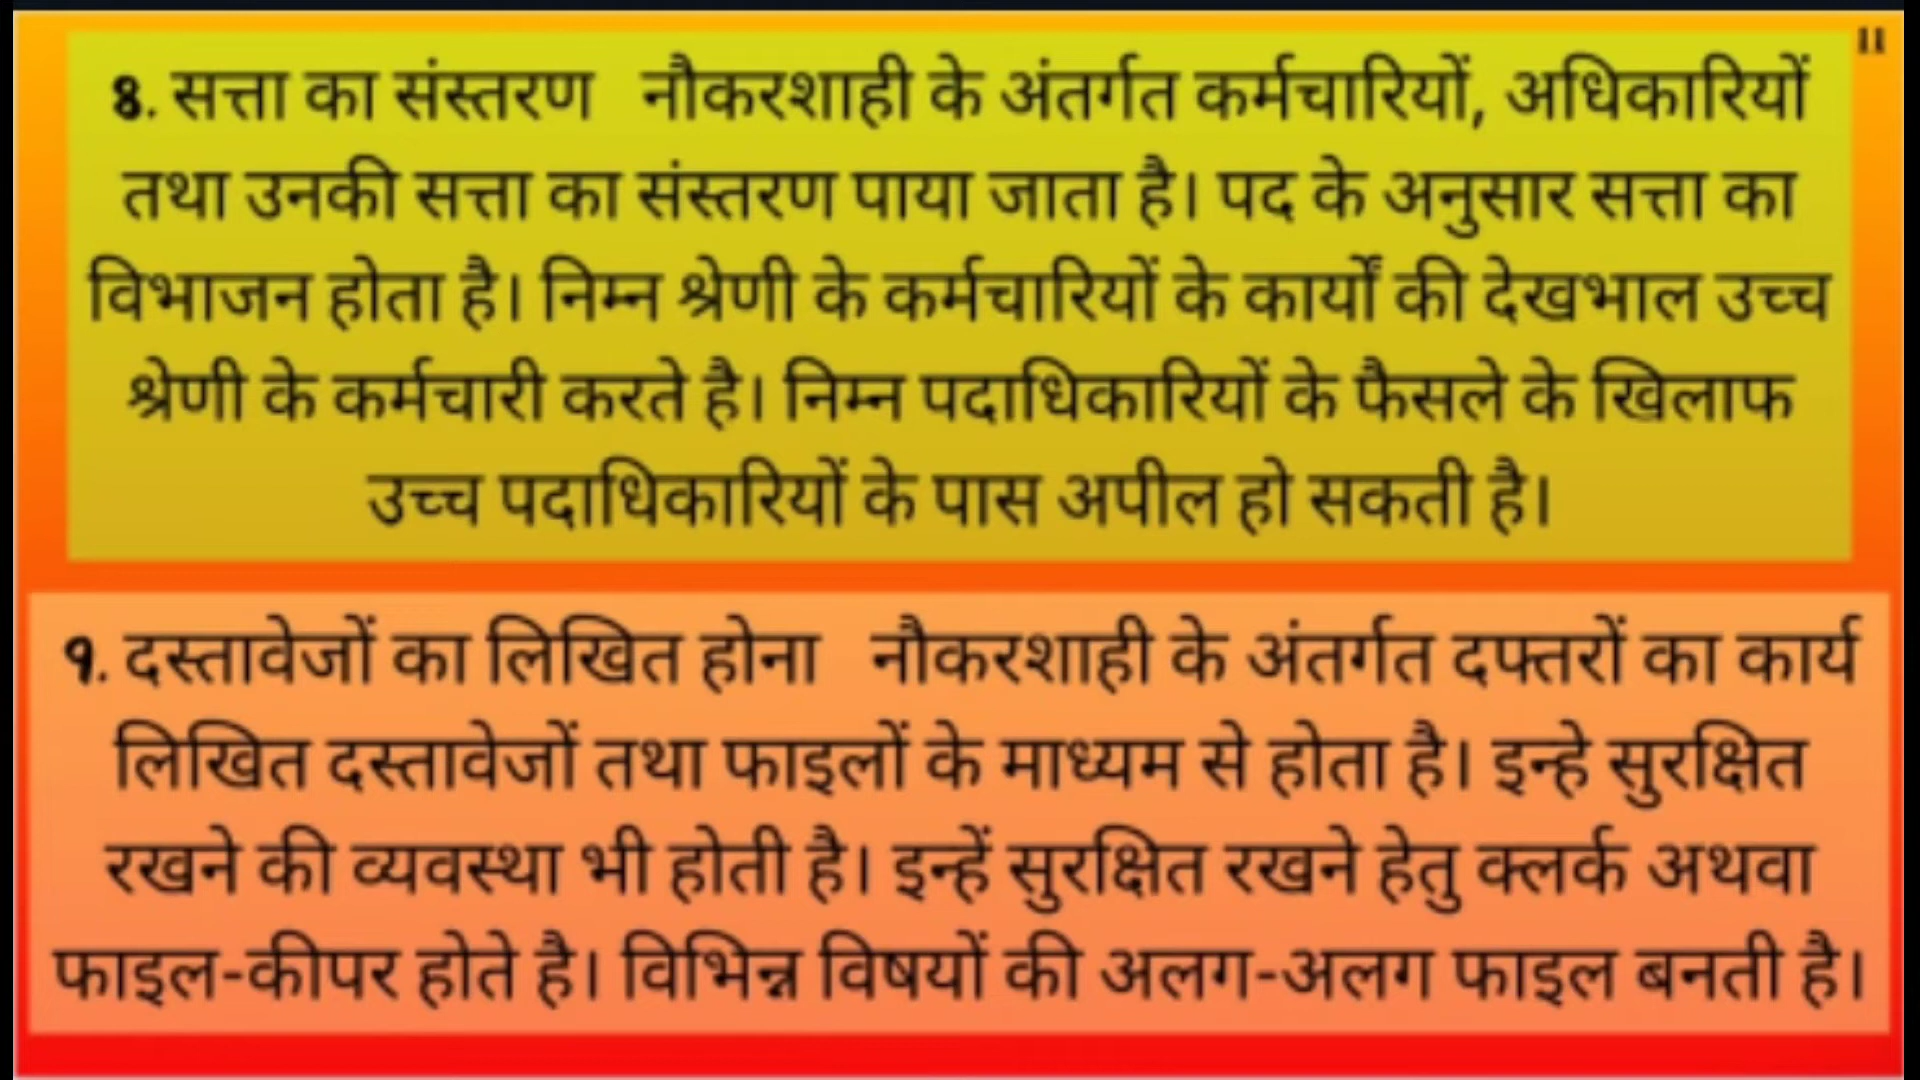 11
8. सत्ता का संस्तरण नौकरशाही के अंतर्गत कर्मचारियों, अधिकारियों
तथा उनकी सत्ता का संस्तरण पाया जाता है। पद के अनुसार सत्ता का
विभाजन होता है। निम्न श्रेणी के कर्मचारियों के कार्यों की देखभाल उच्च
श्रेणी के कर्मचारी करते है। निम्न पदाधिकारियों के फैसले के खिलाफ
उच्च पदाधिकारियों के पास अपील हो सकती है।
9. दस्तावेजों का लिखित होना नौकरशाही के अंतर्गत दफ्तरों का कार्य
लिखित दस्तावेजों तथा फाइलों के माध्यम से होता है। इन्हे सुरक्षित
रखने की व्यवस्था भी होती है। इन्हें सुरक्षित रखने हेतु क्लर्क अथवा
फाइल-कीपर होते है। विभिन्न विषयों की अलग-अलग फाइल बनती है।